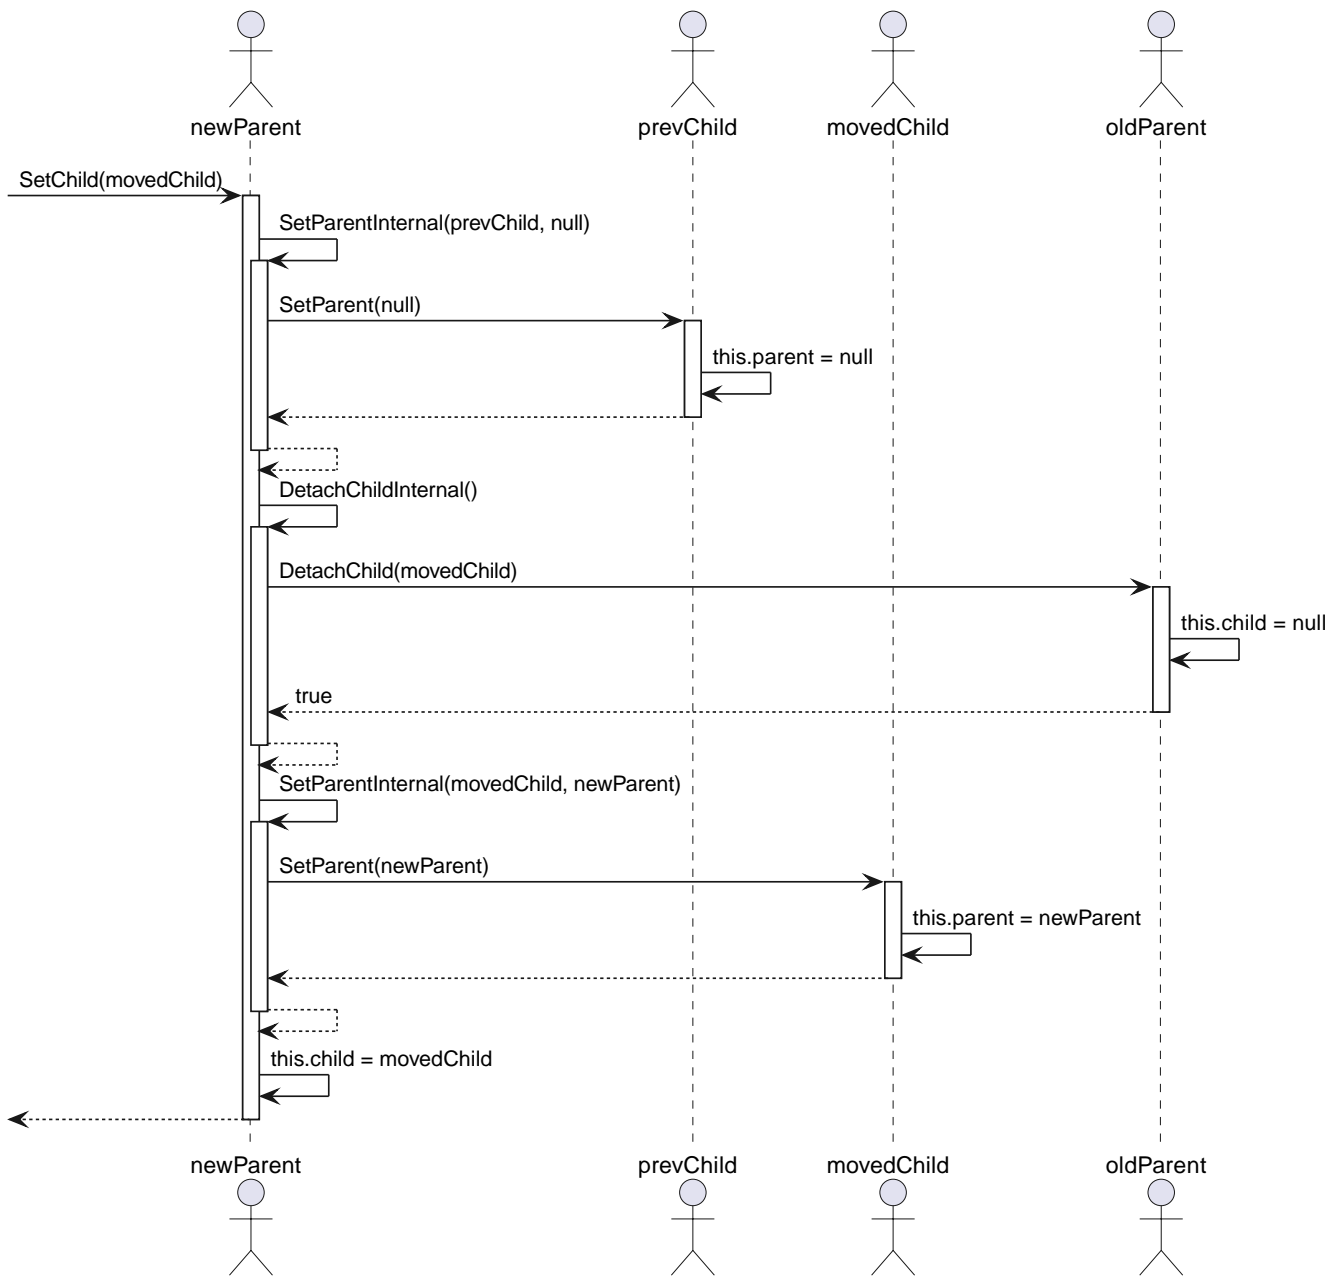 newParent
prevChild
movedChild
oldParent
SetChild(movedChild)
SetParentInternal(prevChild, null)
SetParent(null)
this.parent = null
DetachChildInternal()
DetachChild(movedChild)
this.child = null
true
SetParentInternal(movedChild, newParent)
SetParent(newParent)
this.parent = newParent
this.child = movedChild
newParent
prevChild
movedChild
oldParent